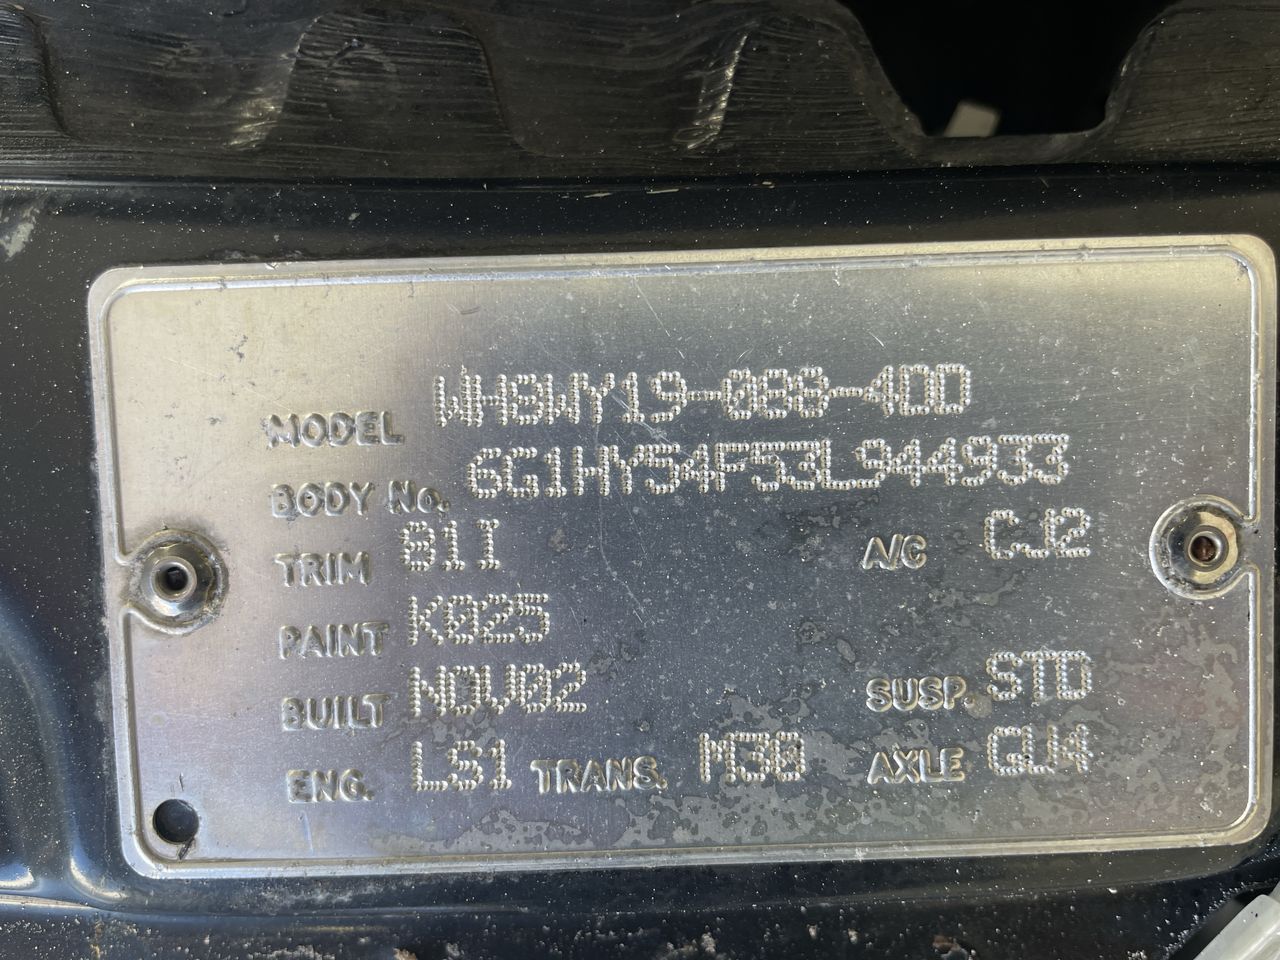 MODEL WH8WY19-088-4DD
BODY No. 6G1HY54F53L944933
TRIM 81I A/C CJ2
PAINT K025
BUILT NOV02 SUSP. STD
ENG. LS1 TRANS. M30 AXLE GU4